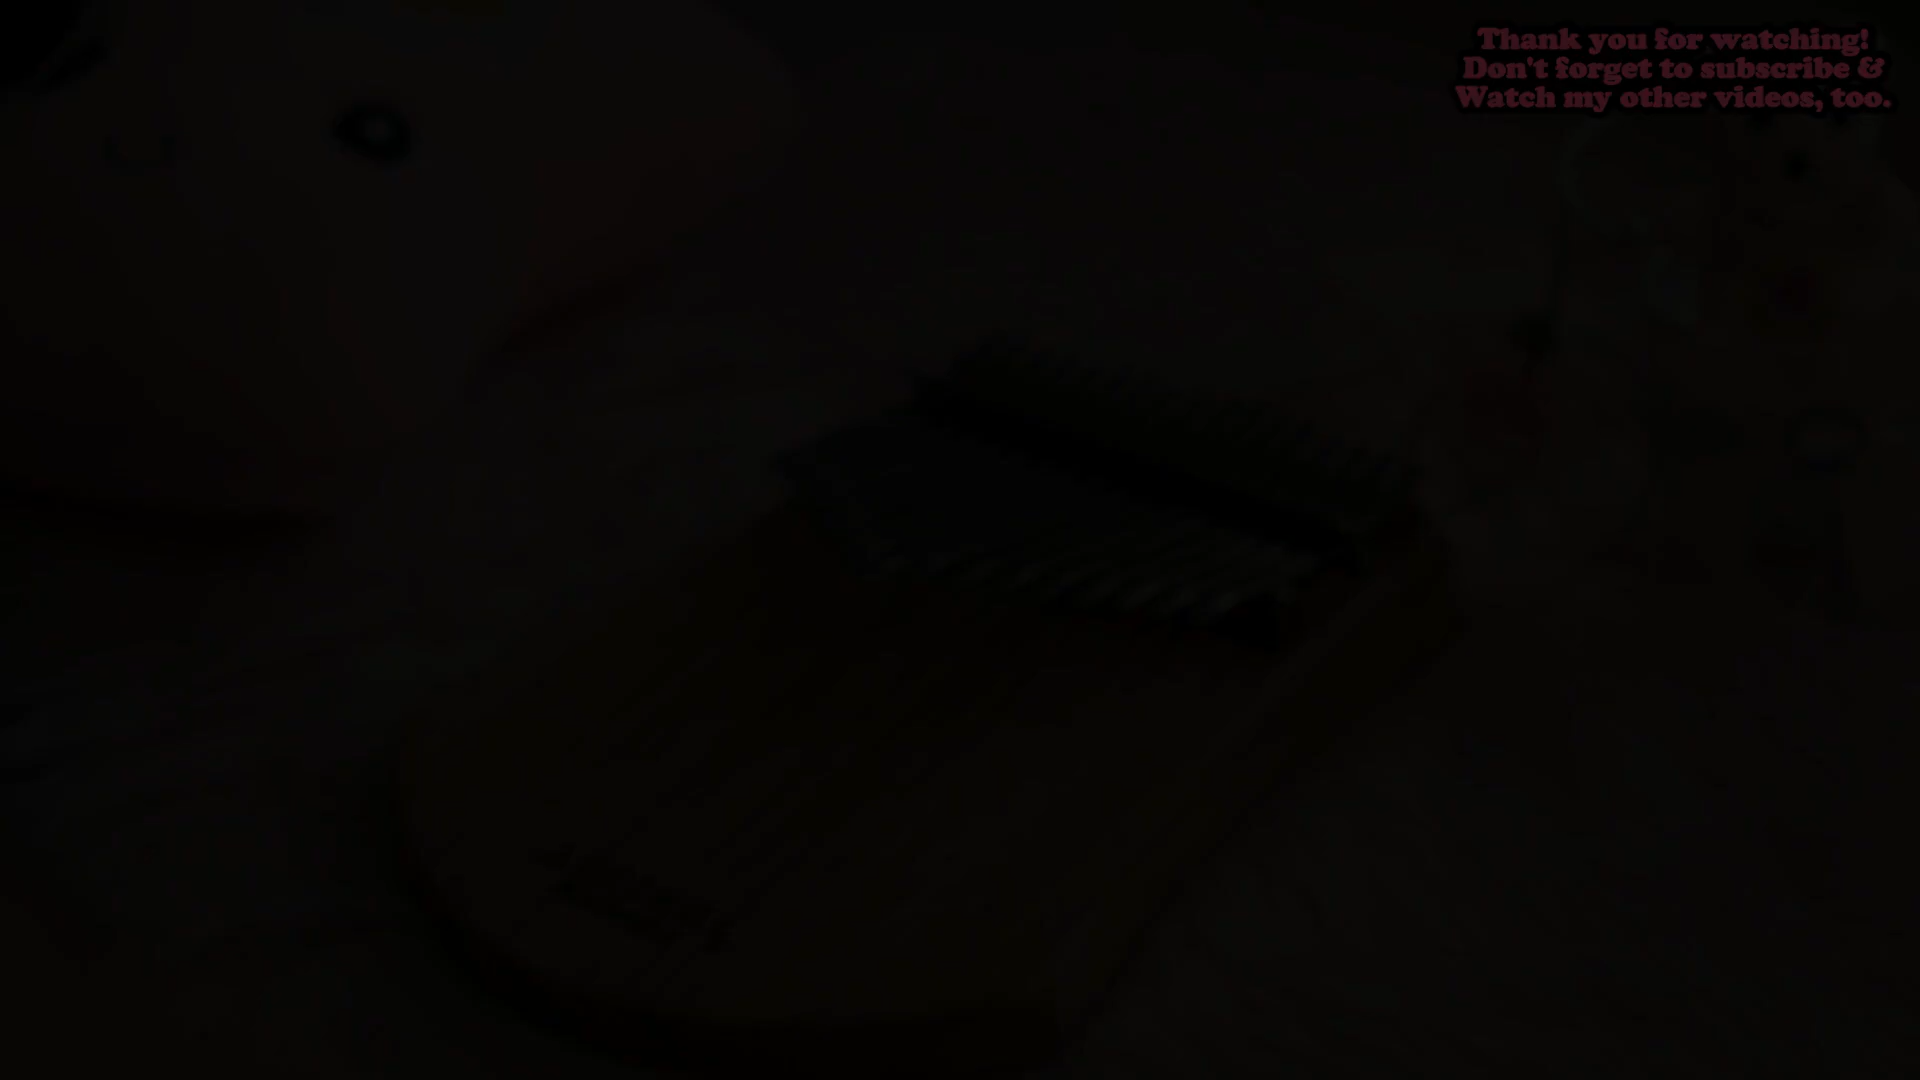 Thank you for watching!
Don't forget to subscribe &
Watch my other videos, too.